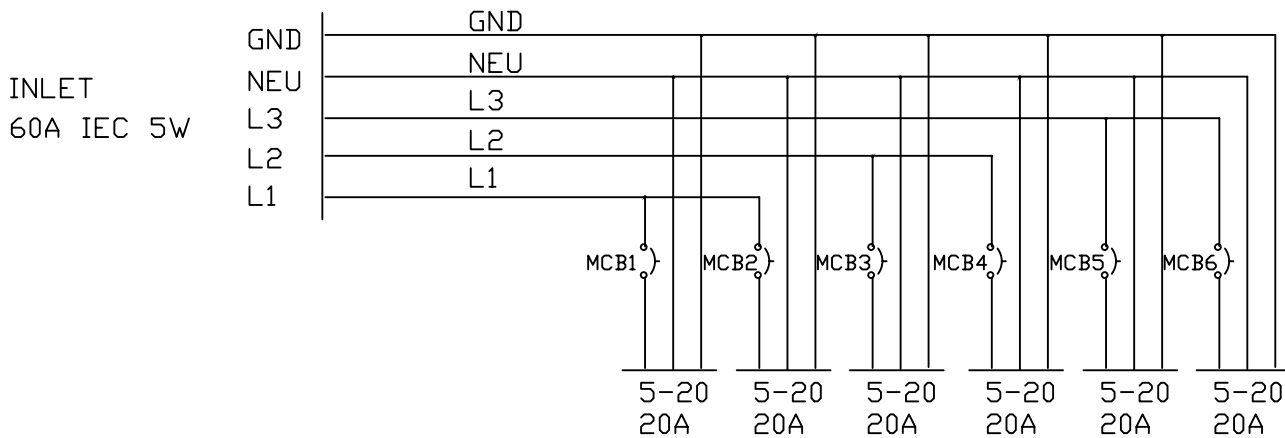 GND
GND
NEU
INLET
NEU
L3
60A IEC 5W
L3
L2
L2
L1
L1
MCB1 MCB2 MCB3 MCB4 MCB5 MCB6
5-20 5-20 5-20 5-20 5-20 5-20
20A 20A 20A 20A 20A 20A